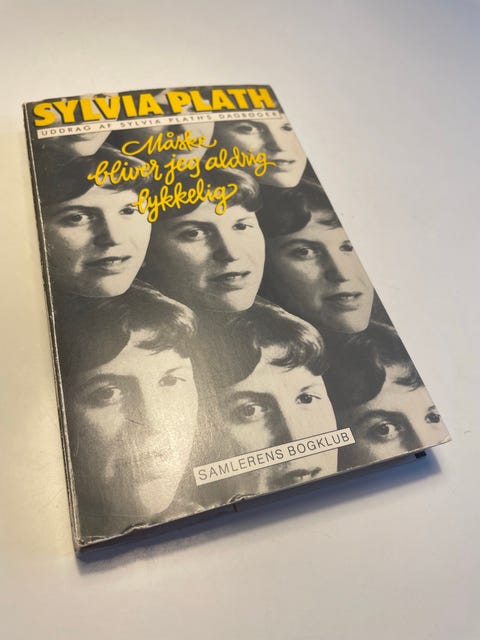 SYLVIA PLATH
UDDRAG AF SYLVIA PLATH'S DAGBØGER
Måske
bliver jeg aldrig
lykkelig
SAMLERENS BOGKLUB